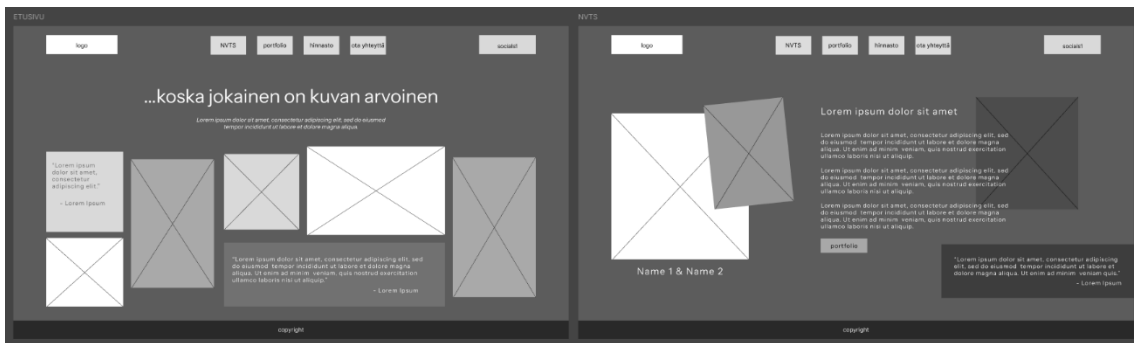 ETUSIVU
logo
NVTS
portfolio
hinnasto
ota yhteyttä
socials!
...koska jokainen on kuvan arvoinen
Lorem ipsum dolor sit amet, consectetur adipiscing elit, sed do eiusmod
tempor incididunt ut labore et dolore magna aliqua.
"Lorem ipsum
dolor sit amet,
consectetur
adipiscing elit."
- Lorem Ipsum
"Lorem ipsum dolor sit amet, consectetur adipiscing elit, sed
do eiusmod tempor incididunt ut labore et dolore magna
aliqua. Ut enim ad minim veniam, quis nostrud exercitation
ullamco laboris nisi ut aliquip."
- Lorem Ipsum
copyright
NVTS
logo
NVTS
portfolio
hinnasto
ota yhteyttä
socials!
Name 1 & Name 2
Lorem ipsum dolor sit amet
Lorem ipsum dolor sit amet, consectetur adipiscing elit, sed
do eiusmod tempor incididunt ut labore et dolore magna
aliqua. Ut enim ad minim veniam, quis nostrud exercitation
ullamco laboris nisi ut aliquip.
Lorem ipsum dolor sit amet, consectetur adipiscing elit, sed
do eiusmod tempor incididunt ut labore et dolore magna
aliqua. Ut enim ad minim veniam, quis nostrud exercitation
ullamco laboris nisi ut aliquip.
Lorem ipsum dolor sit amet, consectetur adipiscing elit, sed
do eiusmod tempor incididunt ut labore et dolore magna
aliqua. Ut enim ad minim veniam, quis nostrud exercitation
ullamco laboris nisi ut aliquip.
portfolio
"Lorem ipsum dolor sit amet, consectetur adipiscing
elit, sed do eiusmod tempor incididunt ut labore et
dolore magna aliqua. Ut enim ad minim veniam quis."
- Lorem Ipsum
copyright